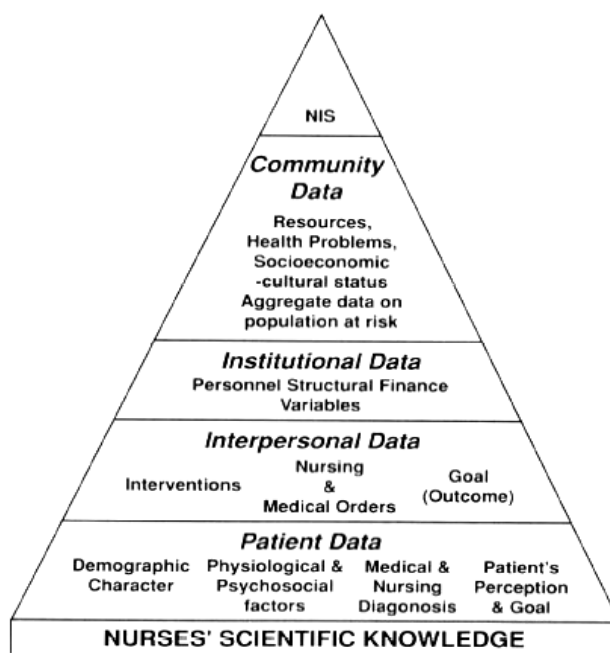 NIS
Community
Data
Resources,
Health Problems,
Socioeconomic
-cultural status
Aggregate data on
population at risk
Institutional Data
Personnel Structural Finance
Variables
Interpersonal Data
Interventions
Nursing
&
Medical Orders
Goal
(Outcome)
Patient Data
Demographic
Character
Physiological &
Psychosocial
factors
Medical &
Nursing
Diagonosis
Patient's
Perception
& Goal
NURSES' SCIENTIFIC KNOWLEDGE